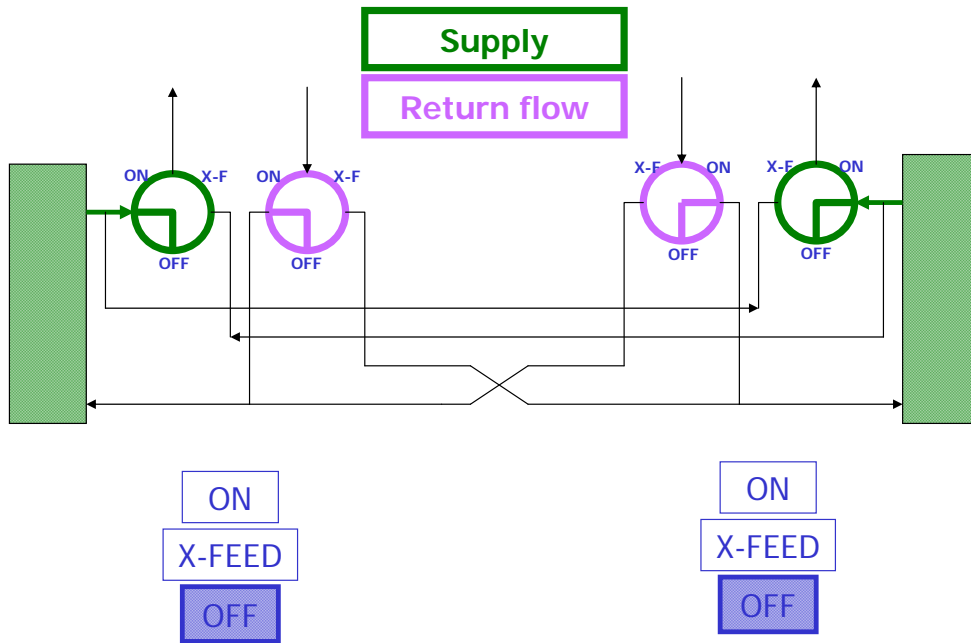 Supply
Return flow
ON X-F ON X-F X-F ON X-F ON
OFF OFF OFF OFF
ON ON
X-FEED X-FEED
OFF OFF